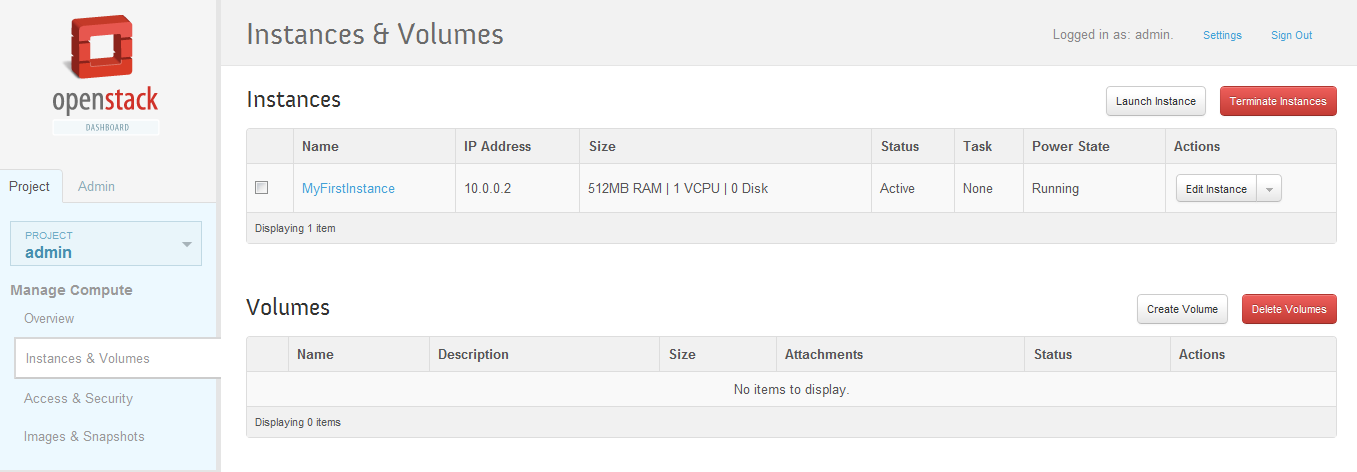 openstack
DASHBOARD
Project Admin
PROJECT
admin
Manage Compute
Overview
Instances & Volumes
Access & Security
Images & Snapshots
Instances & Volumes
Logged in as: admin. Settings Sign Out
Instances
Launch Instance Terminate Instances
Name IP Address Size Status Task Power State Actions
MyFirstInstance 10.0.0.2 512MB RAM | 1 VCPU | 0 Disk Active None Running Edit Instance
Displaying 1 item
Volumes
Create Volume Delete Volumes
Name Description Size Attachments Status Actions
No items to display.
Displaying 0 items